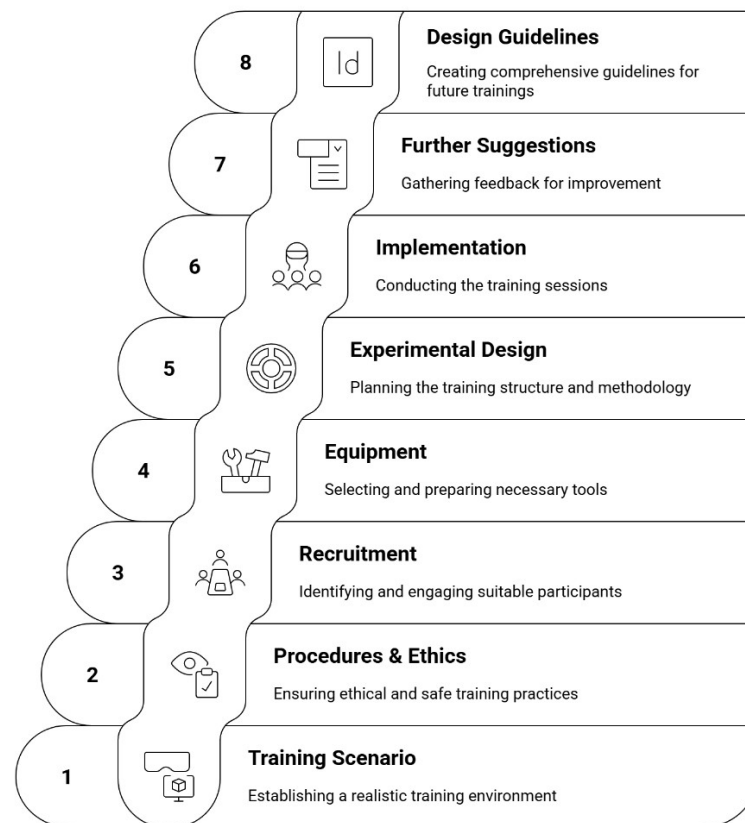 8
Id
Design Guidelines
Creating comprehensive guidelines for
future trainings
7
Further Suggestions
Gathering feedback for improvement
6
Implementation
Conducting the training sessions
5
Experimental Design
Planning the training structure and methodology
4
Equipment
Selecting and preparing necessary tools
3
Recruitment
Identifying and engaging suitable participants
2
Procedures & Ethics
Ensuring ethical and safe training practices
1
Training Scenario
Establishing a realistic training environment